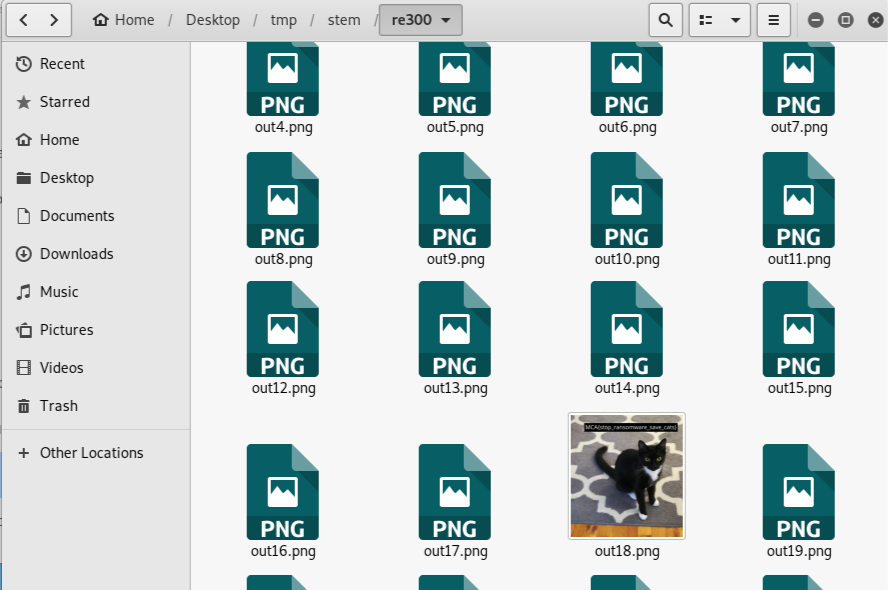 Home / Desktop / tmp / stem / re300
Recent
Starred
Home
Desktop
Documents
Downloads
Music
Pictures
Videos
Trash
Other Locations
PNG PNG PNG PNG
out4.png out5.png out6.png out7.png
PNG PNG PNG PNG
out8.png out9.png out10.png out11.png
PNG PNG PNG PNG
out12.png out13.png out14.png out15.png
MCA{stop_ransomware_save_cats}
PNG PNG PNG
out16.png out17.png out18.png out19.png